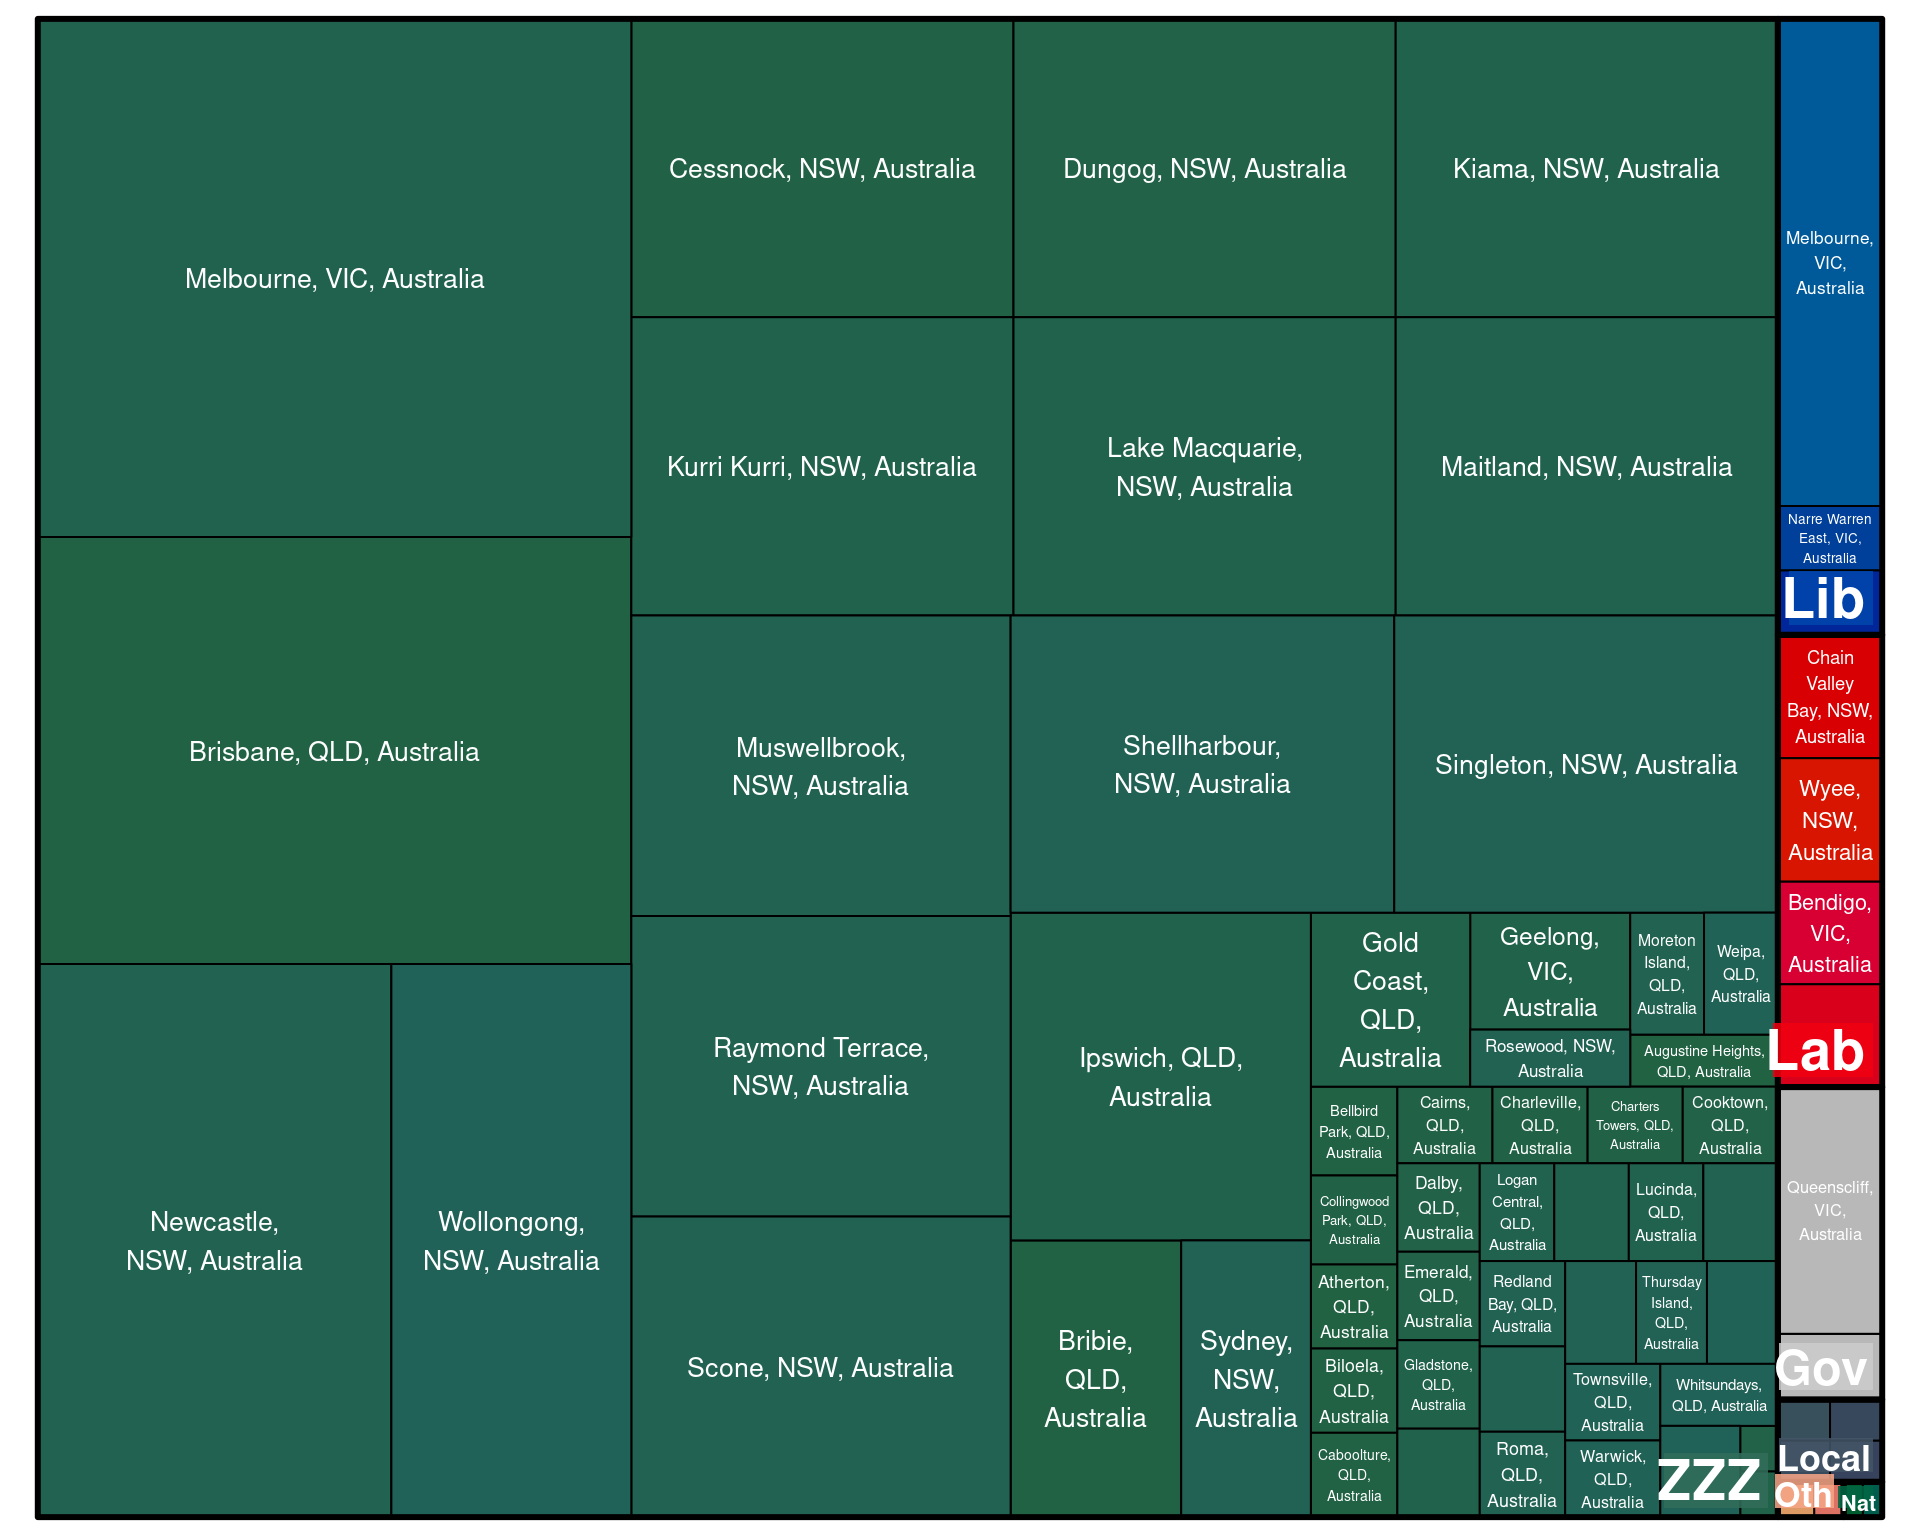 Melbourne, VIC, Australia
Brisbane, QLD, Australia
Newcastle,
NSW, Australia
Wollongong,
NSW, Australia
Cessnock, NSW, Australia
Dungog, NSW, Australia
Kiama, NSW, Australia
Kurri Kurri, NSW, Australia
Lake Macquarie,
NSW, Australia
Maitland, NSW, Australia
Muswellbrook,
NSW, Australia
Shellharbour,
NSW, Australia
Singleton, NSW, Australia
Raymond Terrace,
NSW, Australia
Scone, NSW, Australia
Ipswich, QLD,
Australia
Bribie,
QLD,
Australia
Sydney,
NSW,
Australia
Gold
Coast,
QLD,
Australia
Geelong,
VIC,
Australia
Rosewood, NSW,
Australia
Moreton
Island,
QLD,
Australia
Weipa,
QLD,
Australia
Augustine Heights,
QLD, Australia
Bellbird
Park, QLD,
Australia
Collingwood
Park, QLD,
Australia
Atherton,
QLD,
Australia
Biloela,
QLD,
Australia
Caboolture,
QLD,
Australia
Cairns,
QLD,
Australia
Charleville,
QLD,
Australia
Charters
Towers, QLD,
Australia
Cooktown,
QLD,
Australia
Dalby,
QLD,
Australia
Emerald,
QLD,
Australia
Gladstone,
QLD,
Australia
Logan
Central,
QLD,
Australia
Lucinda,
QLD,
Australia
Redland
Bay, QLD,
Australia
Thursday
Island,
QLD,
Australia
Roma,
QLD,
Australia
Townsville,
QLD,
Australia
Whitsundays,
QLD, Australia
Warwick,
QLD,
Australia
ZZZ
Melbourne,
VIC,
Australia
Narre Warren
East, VIC,
Australia
Lib
Chain
Valley
Bay, NSW,
Australia
Wyee,
NSW,
Australia
Bendigo,
VIC,
Australia
Lab
Queenscliff,
VIC,
Australia
Gov
Local
Oth
Nat